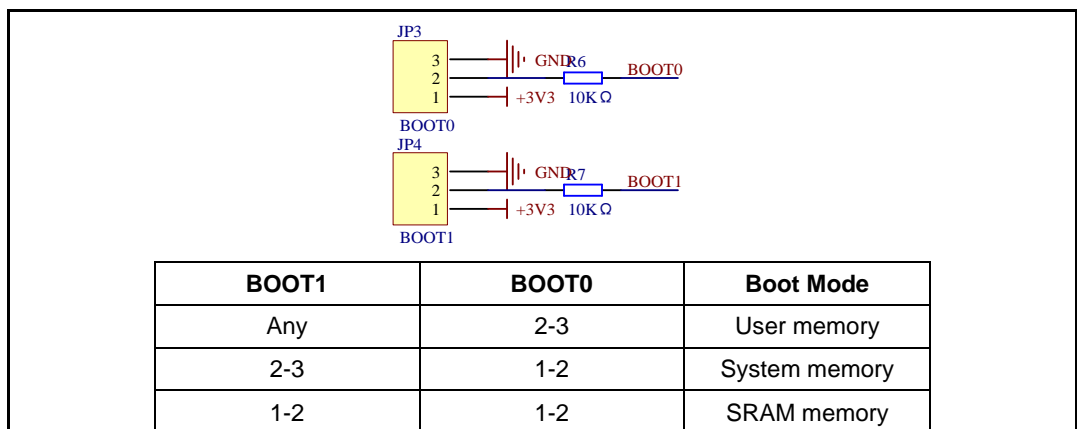 JP3
3 GND R6 BOOT0
2
1 +3V3 10KΩ
BOOT0
JP4
3 GND R7 BOOT1
2
1 +3V3 10KΩ
BOOT1
BOOT1 BOOT0 Boot Mode
Any 2-3 User memory
2-3 1-2 System memory
1-2 1-2 SRAM memory